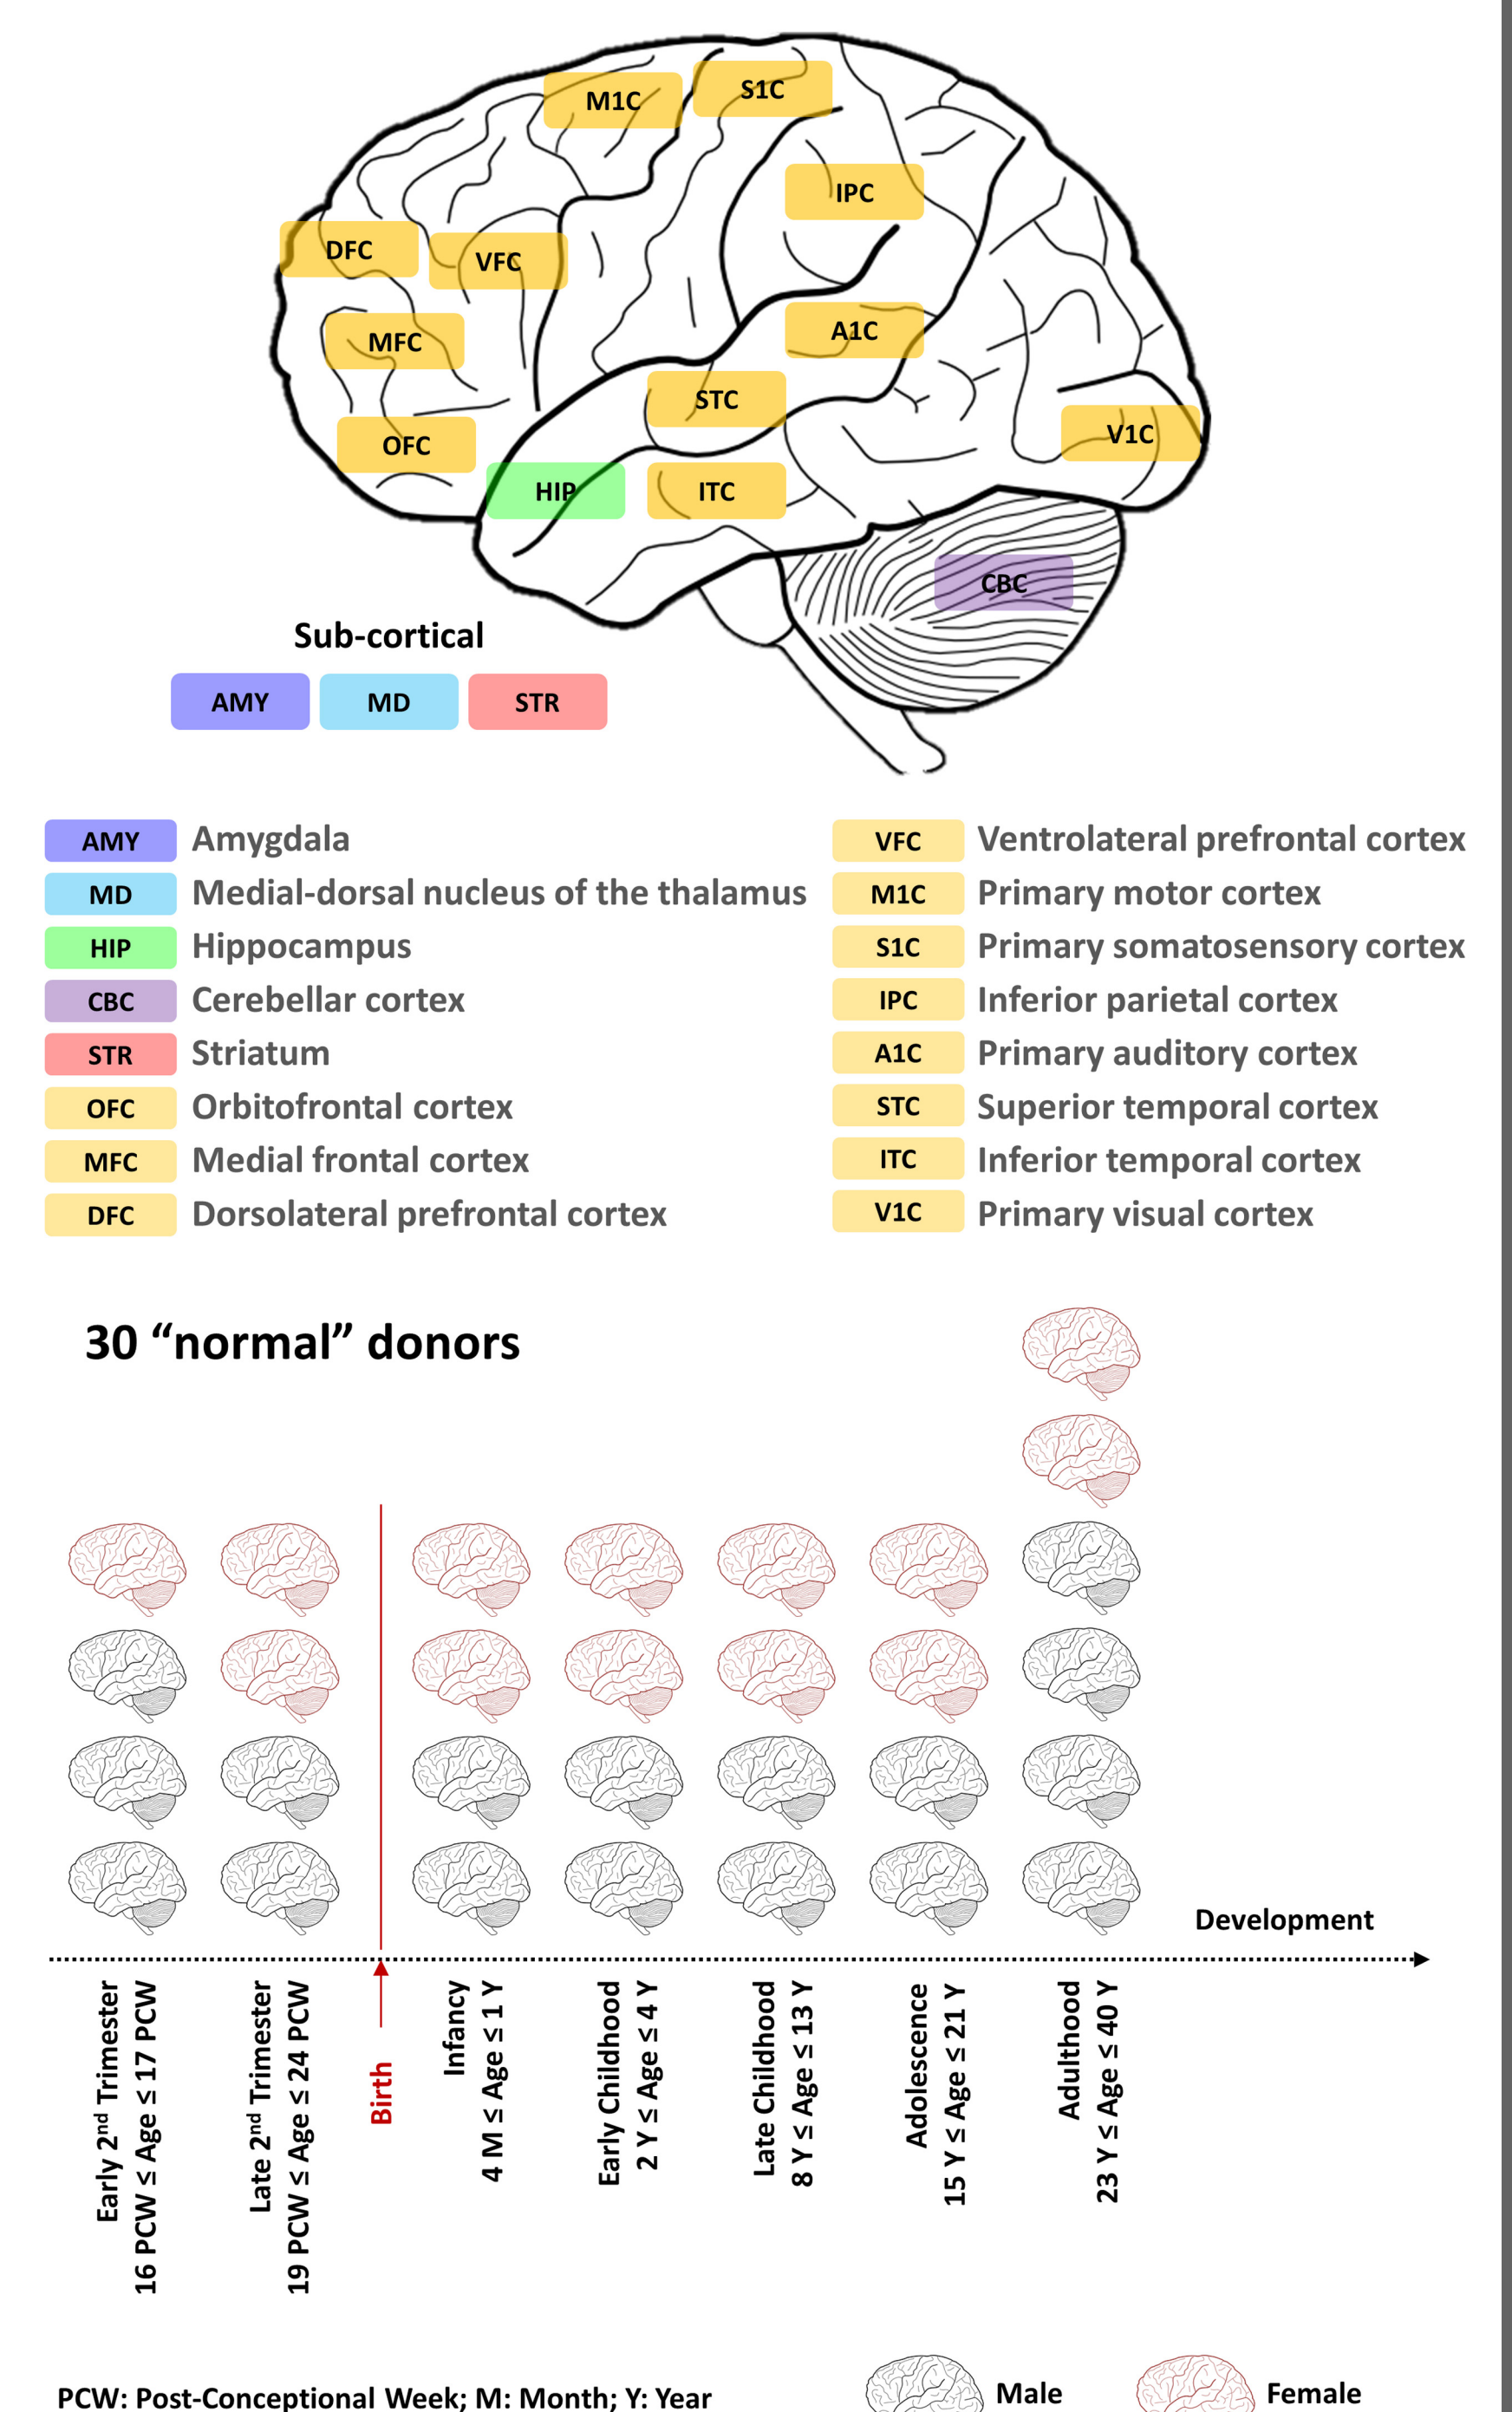 M1C
S1C
IPC
DFC
VFC
A1C
MFC
STC
V1C
OFC
HIP
ITC
CBC
Sub-cortical
AMY MD STR
AMY Amygdala
MD Medial-dorsal nucleus of the thalamus
HIP Hippocampus
CBC Cerebellar cortex
STR Striatum
OFC Orbitofrontal cortex
MFC Medial frontal cortex
DFC Dorsolateral prefrontal cortex
VFC Ventrolateral prefrontal cortex
M1C Primary motor cortex
S1C Primary somatosensory cortex
IPC Inferior parietal cortex
A1C Primary auditory cortex
STC Superior temporal cortex
ITC Inferior temporal cortex
V1C Primary visual cortex
30 “normal” donors
Development
Early 2nd Trimester
16 PCW ≤ Age ≤ 17 PCW
Late 2nd Trimester
19 PCW ≤ Age ≤ 24 PCW
Birth
Infancy
4 M ≤ Age ≤ 1 Y
Early Childhood
2 Y ≤ Age ≤ 4 Y
Late Childhood
8 Y ≤ Age ≤ 13 Y
Adolescence
15 Y ≤ Age ≤ 21 Y
Adulthood
23 Y ≤ Age ≤ 40 Y
PCW: Post-Conceptional Week; M: Month; Y: Year
Male
Female